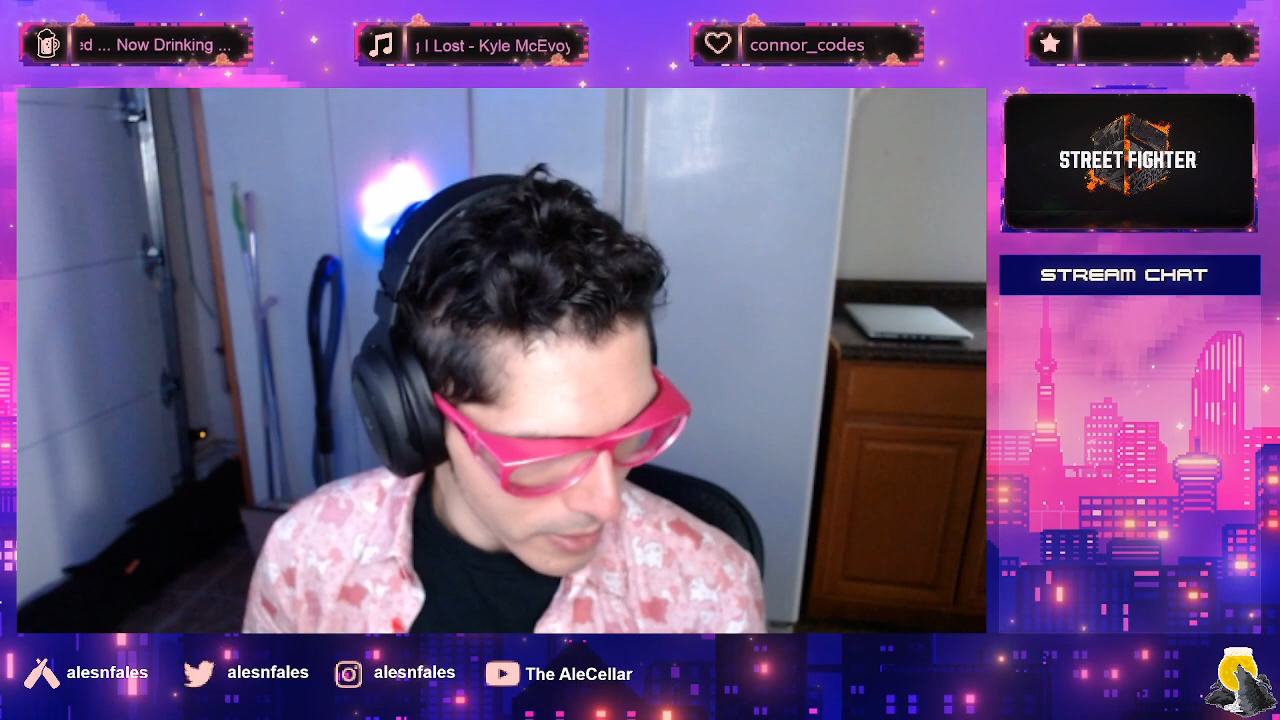 ed ... Now Drinking ...
I Lost - Kyle McEvoy
connor_codes
STREET FIGHTER
STREAM CHAT
alesnfales
alesnfales
alesnfales
The AleCellar